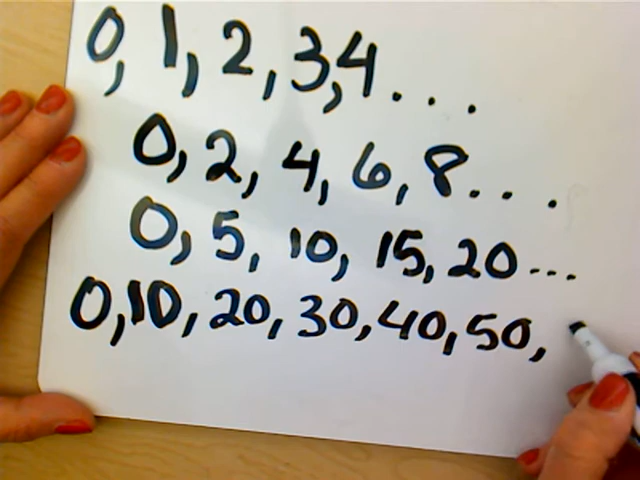 0, 1, 2, 3, 4...
0, 2, 4, 6, 8...
0, 5, 10, 15, 20...
0, 10, 20, 30, 40, 50,